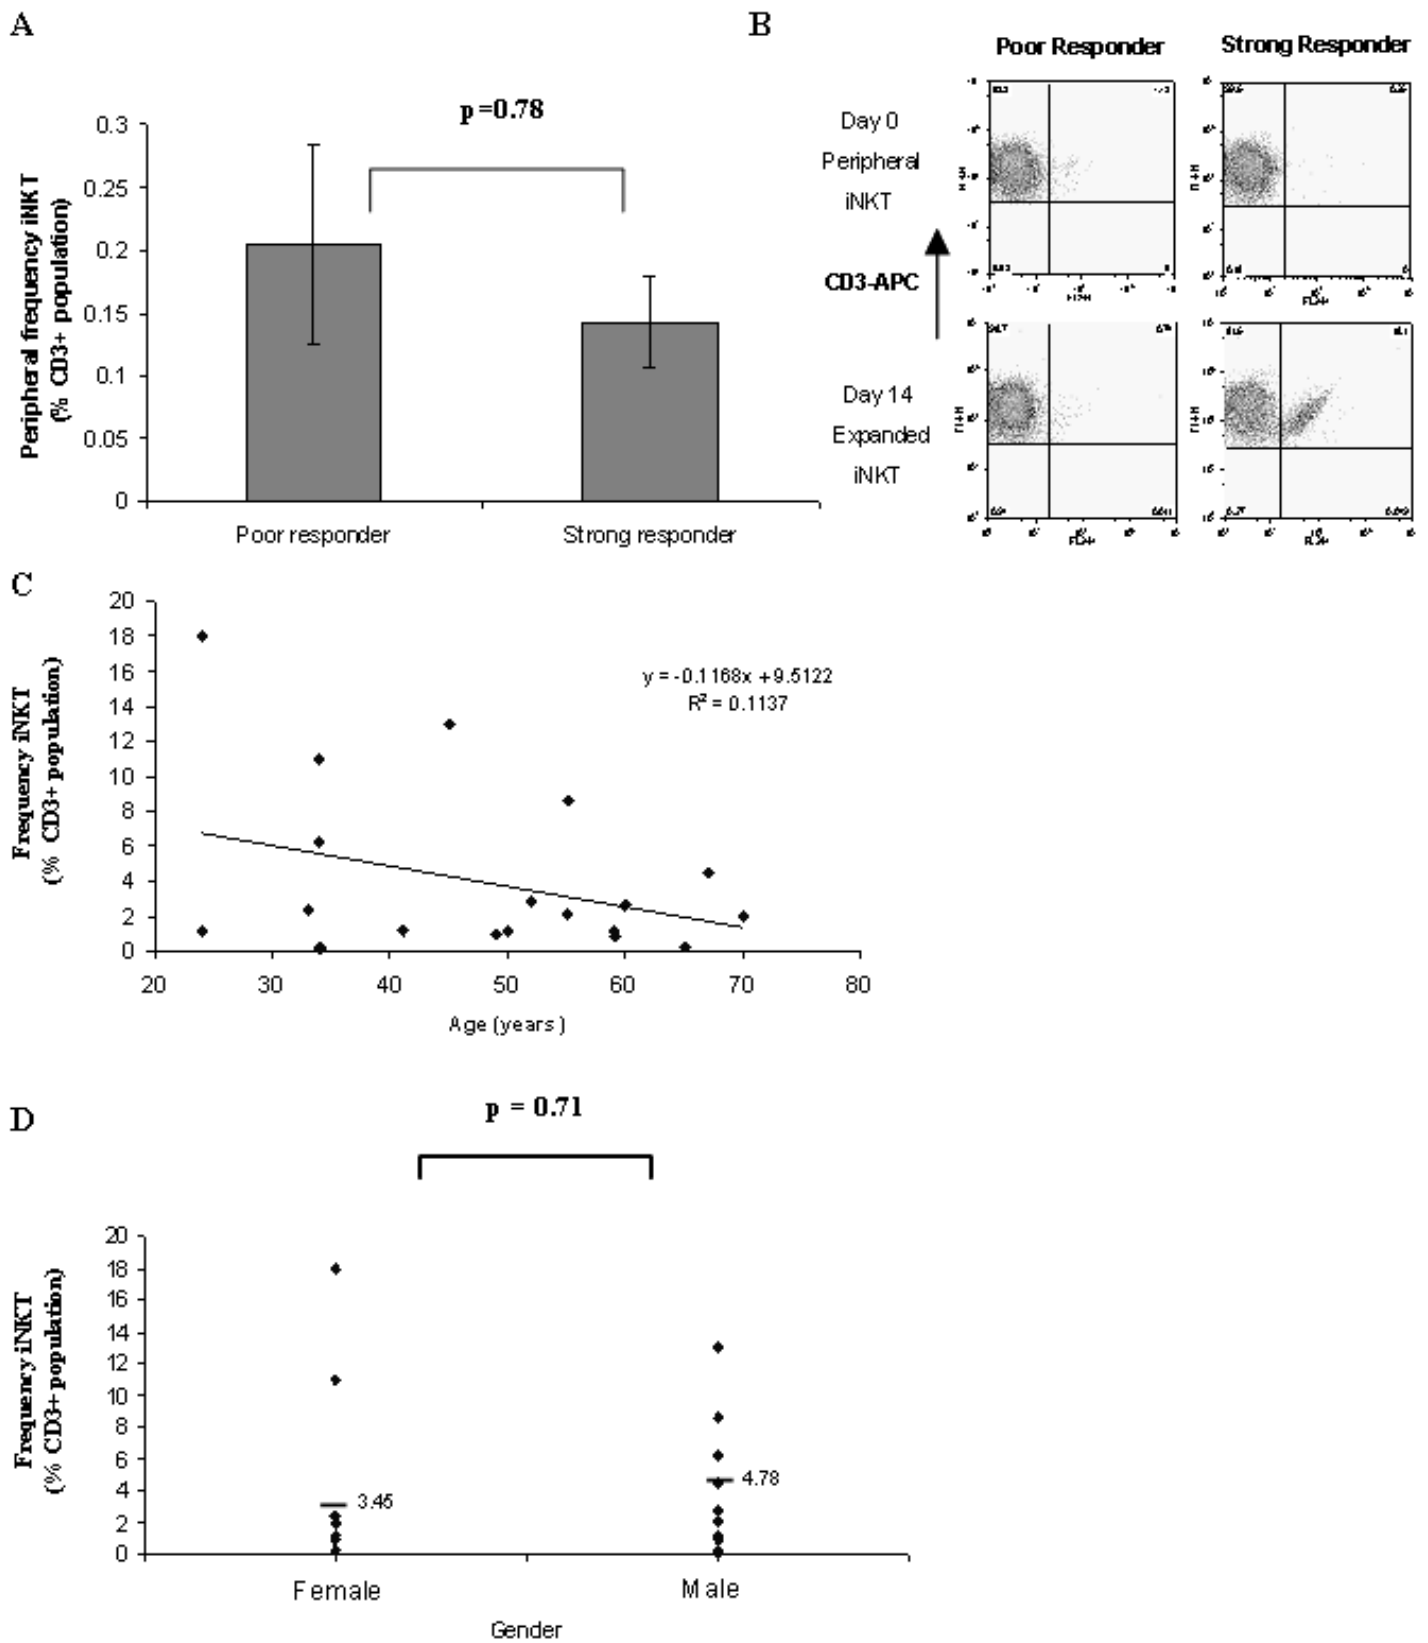 A
p=0.78
Peripheral frequency iNKT
(% CD3+ population)
0.3
0.25
0.2
0.15
0.1
0.05
0
Poor responder
Strong responder
B
Poor Responder
Strong Responder
Day 0
Peripheral
iNKT
CD3-APC
Day 14
Expanded
iNKT
C
Frequency iNKT
(% CD3+ population)
20
18
16
14
12
10
8
6
4
2
0
y = -0.1168x + 9.5122
R² = 0.1137
20 30 40 50 60 70 80
Age (years)
D
p = 0.71
Frequency iNKT
(% CD3+ population)
20
18
16
14
12
10
8
6
4
2
0
3.45
4.78
Female
Male
Gender